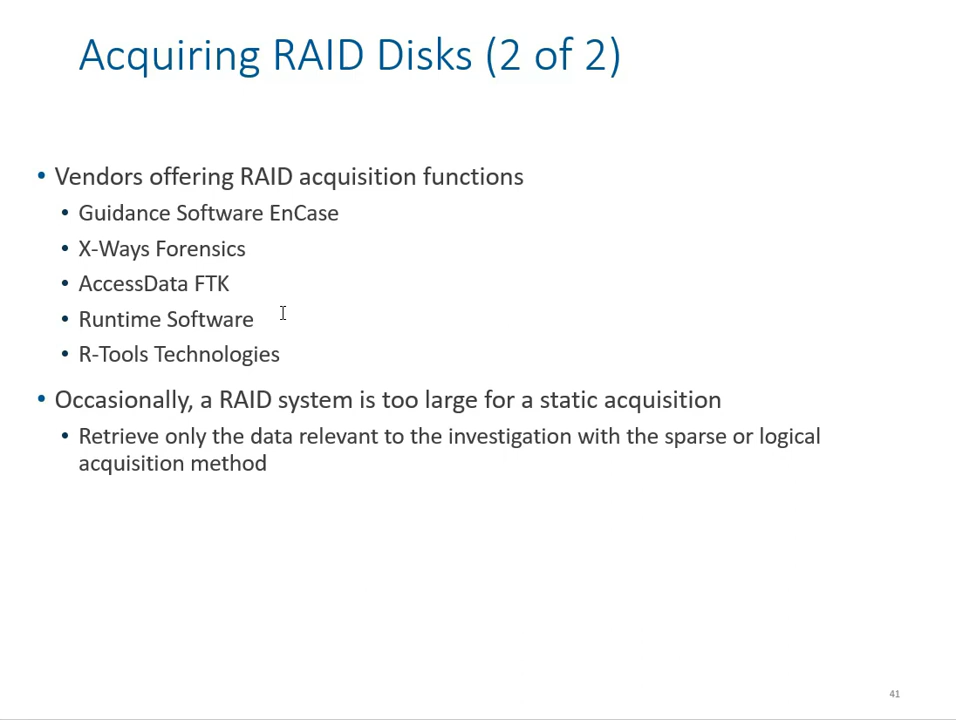 Acquiring RAID Disks (2 of 2)
• Vendors offering RAID acquisition functions
• Guidance Software EnCase
• X-Ways Forensics
• AccessData FTK
• Runtime Software
• R-Tools Technologies
• Occasionally, a RAID system is too large for a static acquisition
• Retrieve only the data relevant to the investigation with the sparse or logical
acquisition method
41